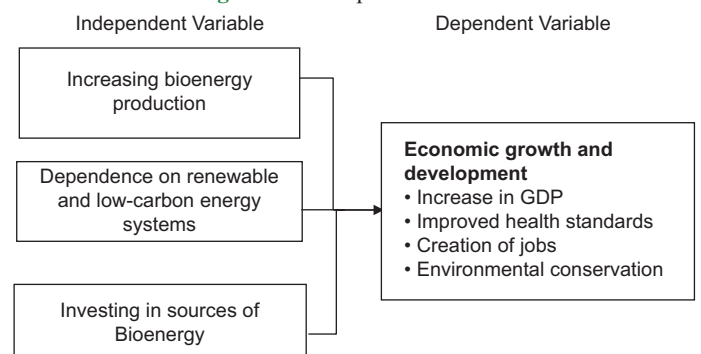 Independent Variable
Dependent Variable
Increasing bioenergy
production
Dependence on renewable
and low-carbon energy
systems
Investing in sources of
Bioenergy
Economic growth and
development
• Increase in GDP
• Improved health standards
• Creation of jobs
• Environmental conservation